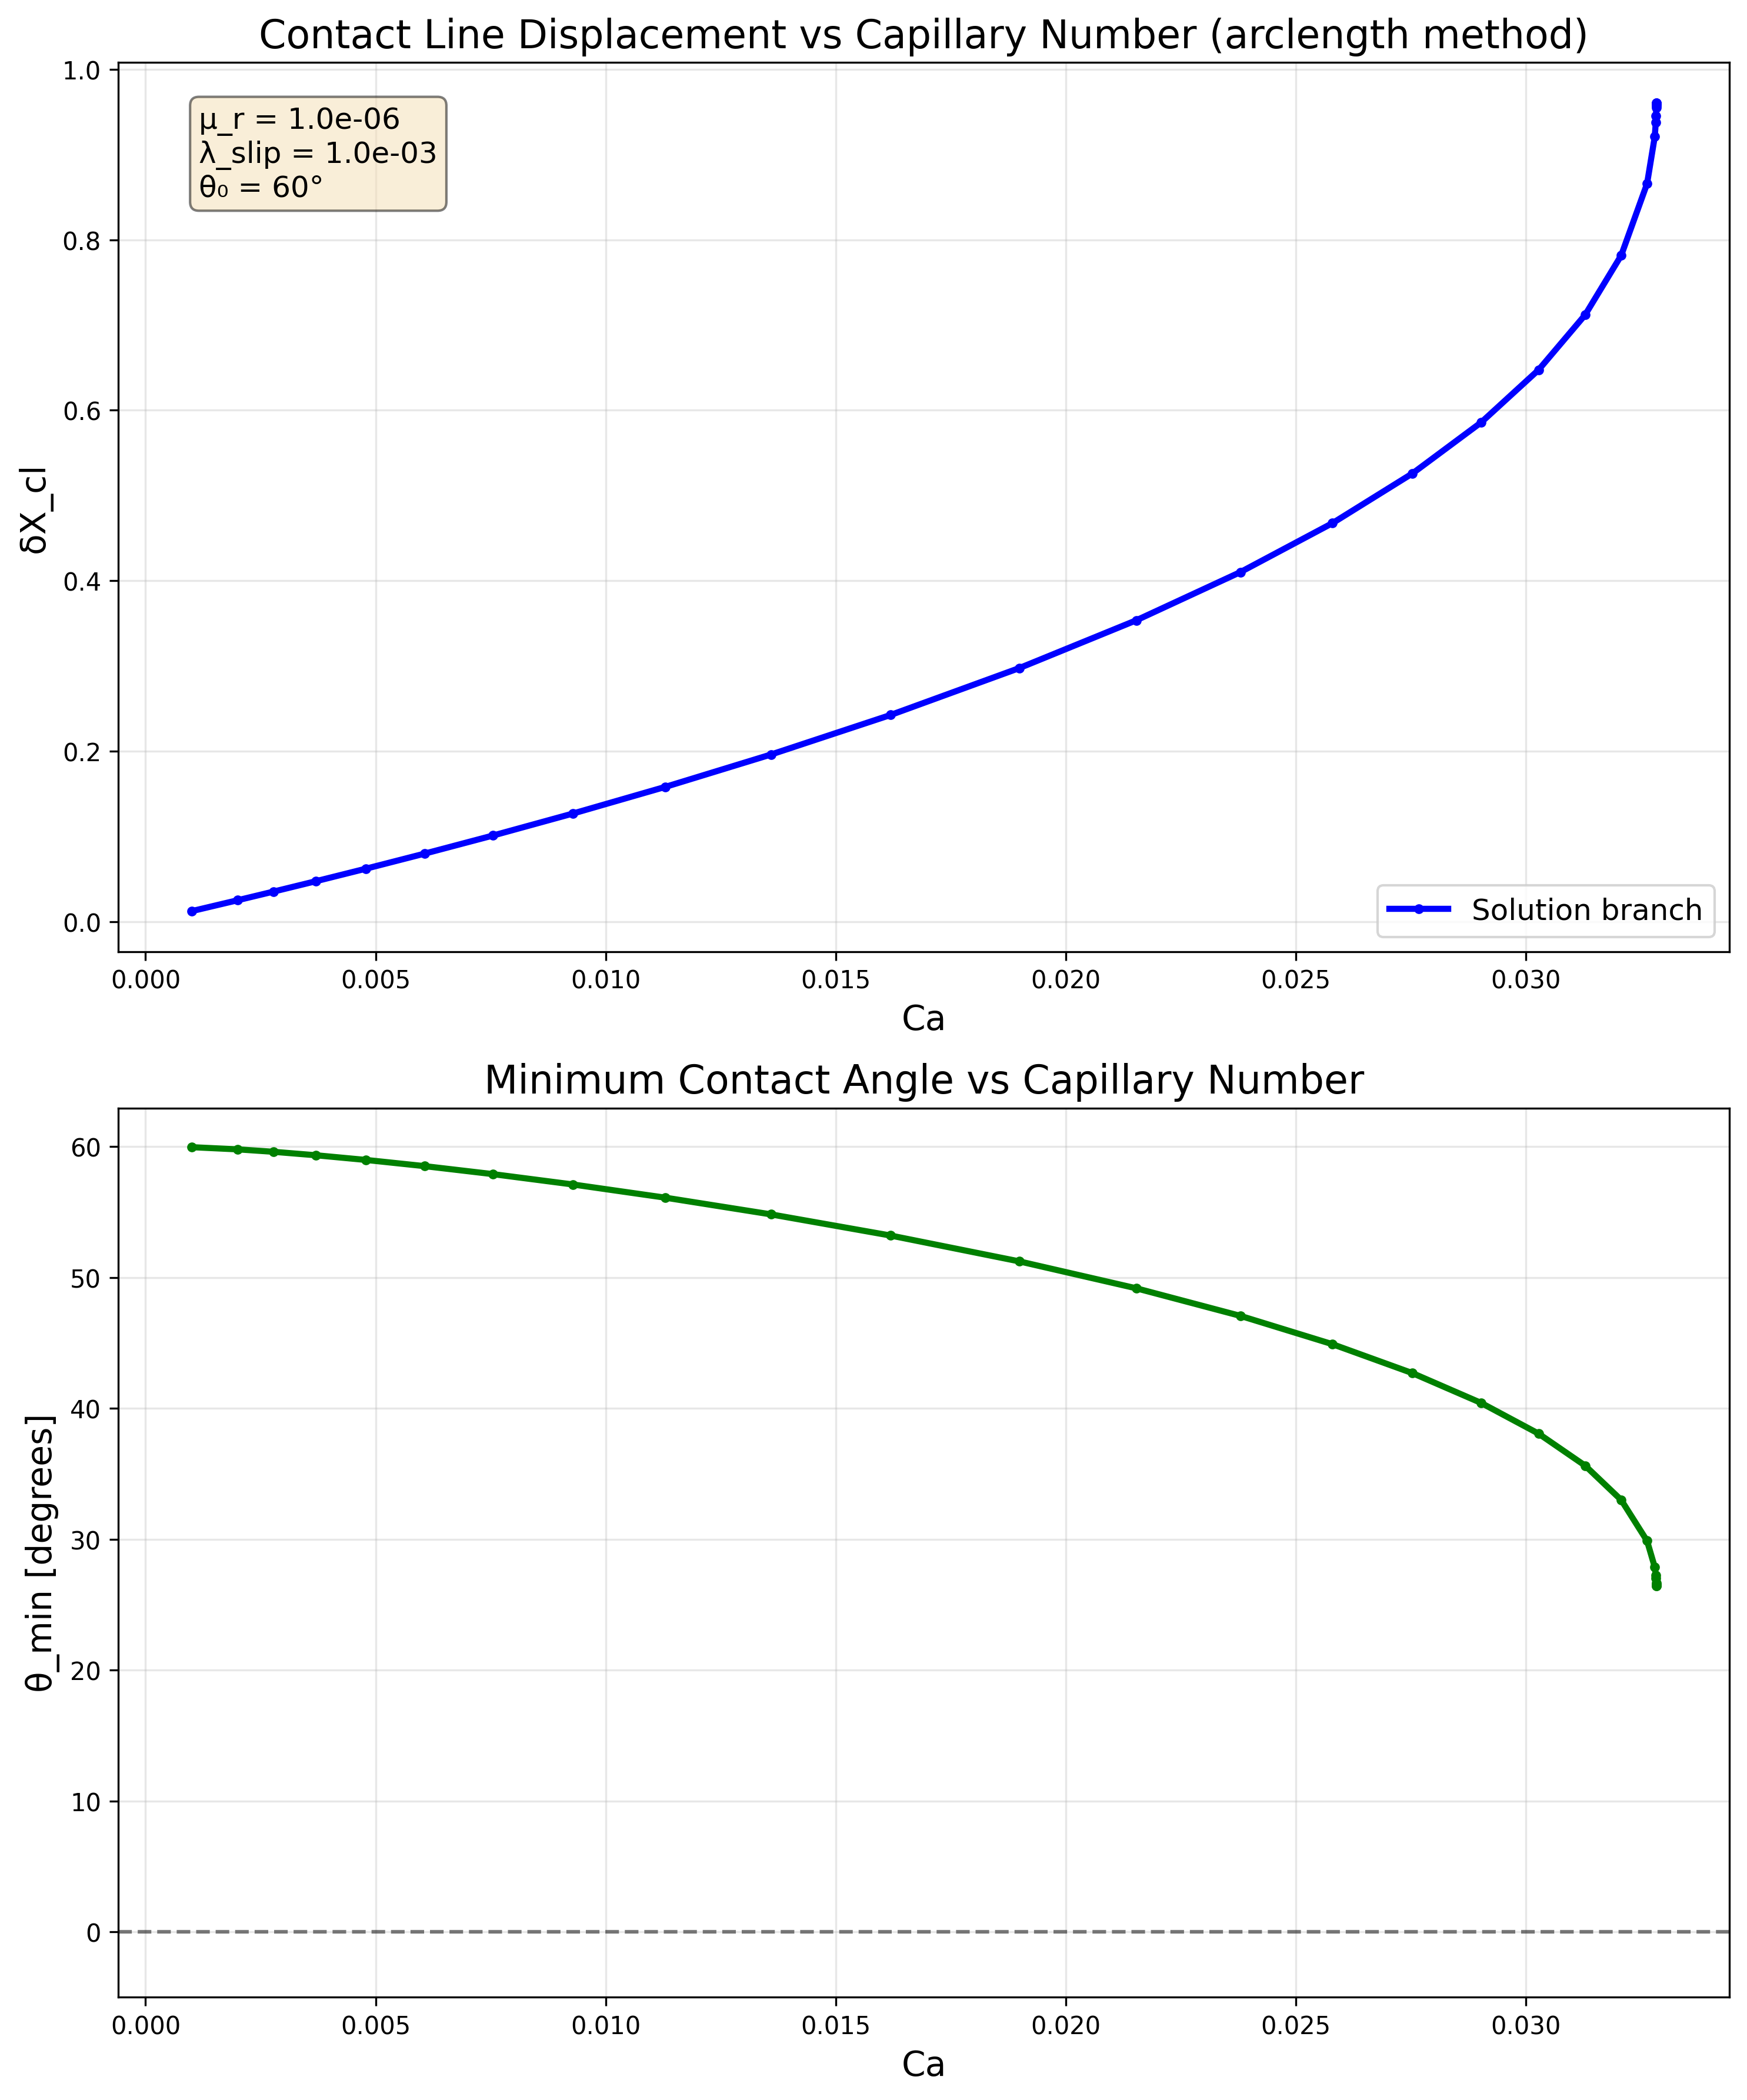 Contact Line Displacement vs Capillary Number (arclength method)
1.0
0.8
0.6
0.4
0.2
0.0
δX_cl
μ_r = 1.0e-06
λ_slip = 1.0e-03
θ₀ = 60°
Solution branch
0.000 0.005 0.010 0.015 0.020 0.025 0.030
Ca
Minimum Contact Angle vs Capillary Number
60
50
40
30
20
10
0
θ_min [degrees]
0.000 0.005 0.010 0.015 0.020 0.025 0.030
Ca